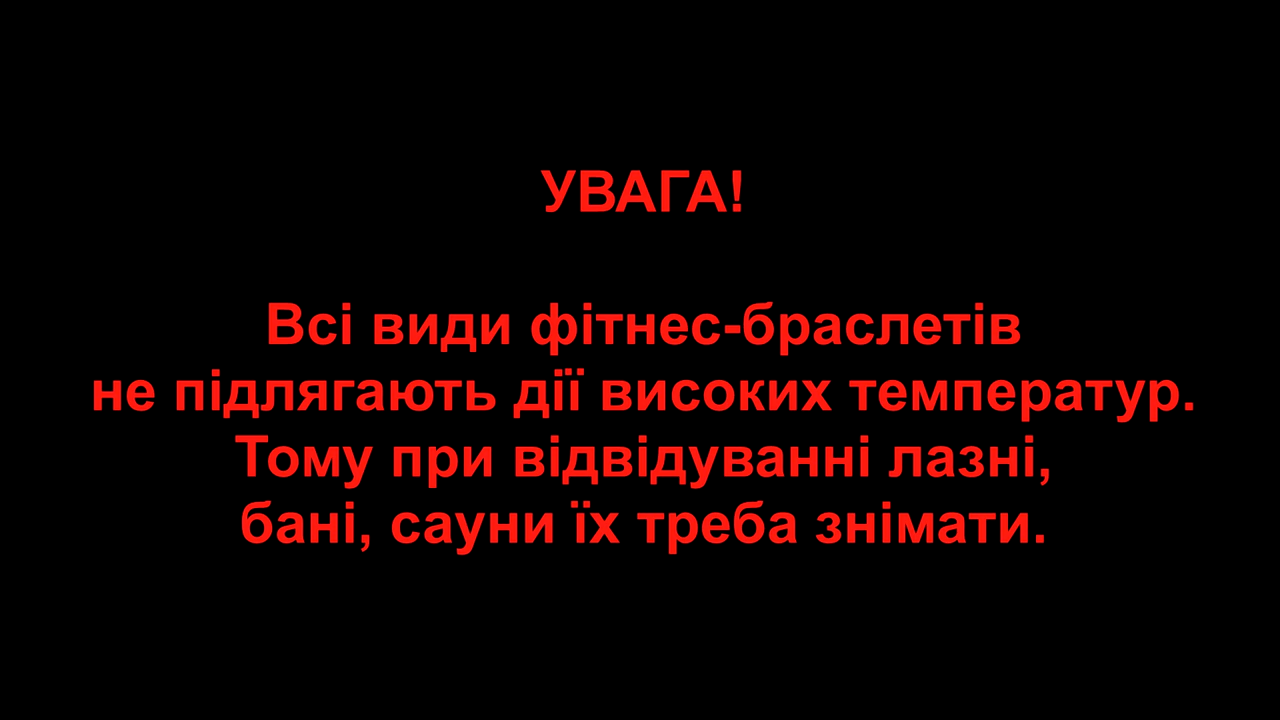 УВАГА!
Всі види фітнес-браслетів
не підлягають дії високих температур.
Тому при відвідуванні лазні,
бані, сауни їх треба знімати.